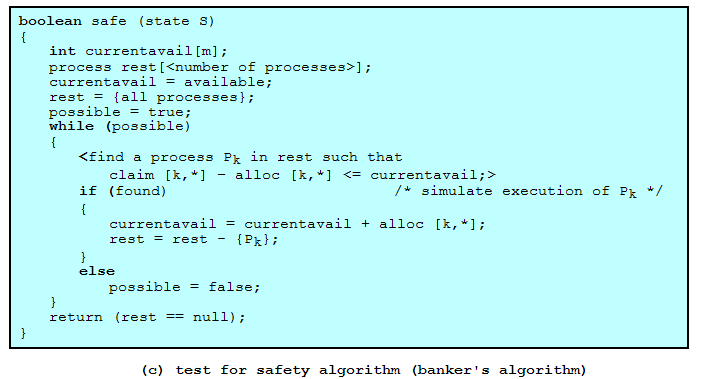 boolean safe (state S)
{
int currentavail[m];
process rest[<number of processes>];
currentavail = available;
rest = {all processes};
possible = true;
while (possible)
{
<find a process Pk in rest such that
claim [k,*] - alloc [k,*] <= currentavail;>
if (found) /* simulate execution of Pk */
{
currentavail = currentavail + alloc [k,*];
rest = rest - {Pk};
}
else
possible = false;
}
return (rest == null);
}
(c) test for safety algorithm (banker's algorithm)